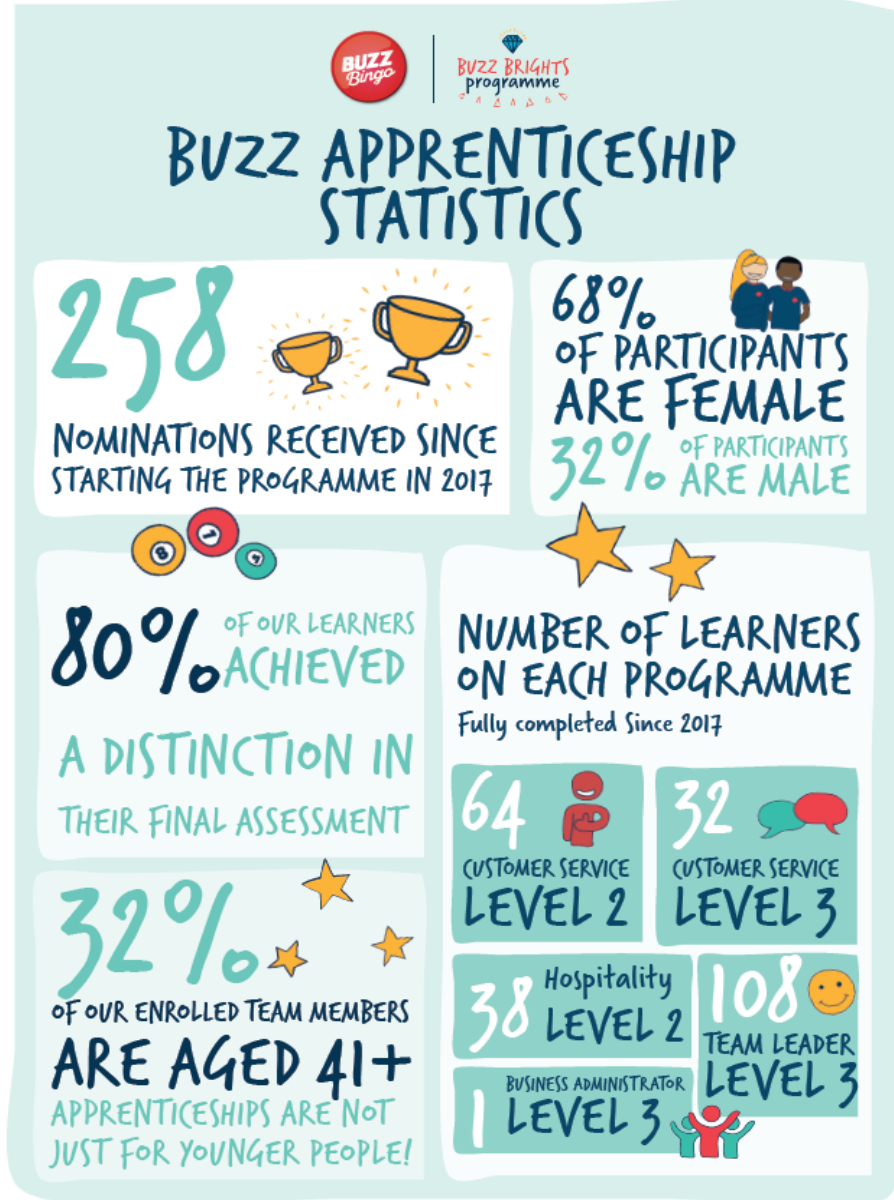 BUZZ
Bingo
BUZZ BRIGHTS
programme
BUZZ APPRENTICESHIP
STATISTICS
258
NOMINATIONS RECEIVED SINCE
STARTING THE PROGRAMME IN 2017
68%
OF PARTICIPANTS
ARE FEMALE
32% OF PARTICIPANTS
ARE MALE
8
1
80% OF OUR LEARNERS
ACHIEVED
A DISTINCTION IN
THEIR FINAL ASSESSMENT
32%
OF OUR ENROLLED TEAM MEMBERS
ARE AGED 41+
APPRENTICESHIPS ARE NOT
JUST FOR YOUNGER PEOPLE!
NUMBER OF LEARNERS
ON EACH PROGRAMME
Fully completed Since 2017
64
CUSTOMER SERVICE
LEVEL 2
32
CUSTOMER SERVICE
LEVEL 3
38 Hospitality
LEVEL 2
108
TEAM LEADER
LEVEL 3
1 BUSINESS ADMINISTRATOR
LEVEL 3